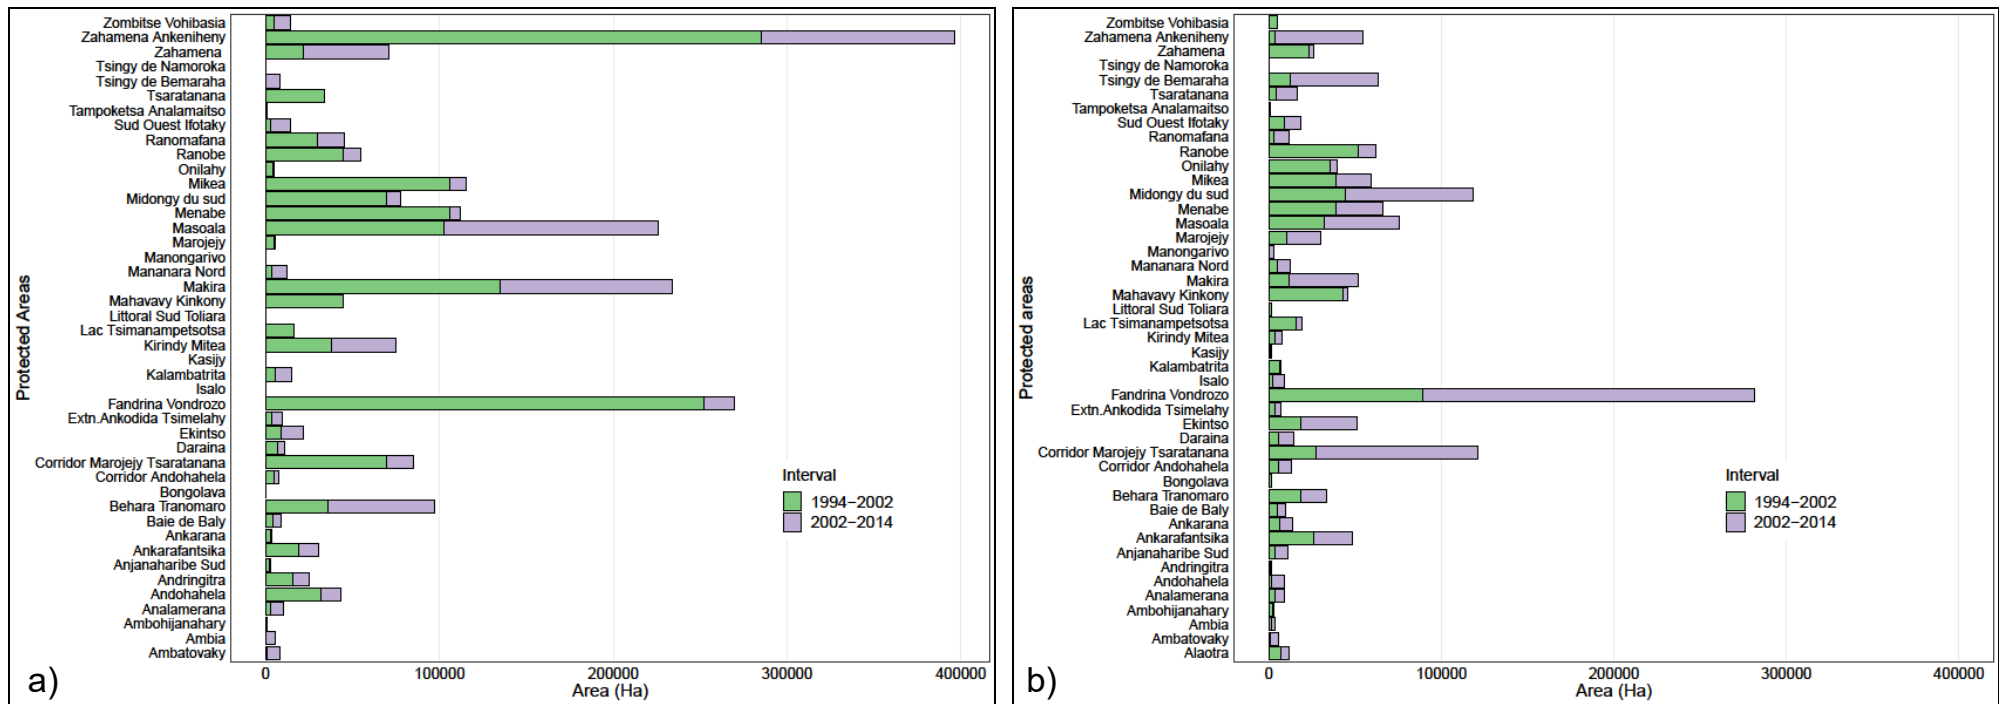 Protected Areas
Zombitse Vohibasia
Zahamena Ankeniheny
Zahamena
Tsingy de Namoroka
Tsingy de Bemaraha
Tsaratanana
Tampoketsa Analamaitso
Sud Ouest Ifotaky
Ranomafana
Ranobe
Onilahy
Mikea
Midongy du sud
Menabe
Masoala
Marojejy
Manongarivo
Mananara Nord
Makira
Mahavavy Kinkony
Littoral Sud Toliara
Lac Tsimanampetsotsa
Kirindy Mitea
Kasijy
Kalambatrita
Isalo
Fandrina Vondrozo
Extn.Ankodida Tsimelahy
Ekintso
Daraina
Corridor Marojejy Tsaratanana
Corridor Andohahela
Bongolava
Behara Tranomaro
Baie de Baly
Ankarana
Ankarafantsika
Anjanaharibe Sud
Andringitra
Andohahela
Analamerana
Ambohijanahary
Ambia
Ambatovaky
Interval
1994−2002
2002−2014
0 100000 200000 300000 400000
Area (Ha)
a)
Protected areas
Zombitse Vohibasia
Zahamena Ankeniheny
Zahamena
Tsingy de Namoroka
Tsingy de Bemaraha
Tsaratanana
Tampoketsa Analamaitso
Sud Ouest Ifotaky
Ranomafana
Ranobe
Onilahy
Mikea
Midongy du sud
Menabe
Masoala
Marojejy
Manongarivo
Mananara Nord
Makira
Mahavavy Kinkony
Littoral Sud Toliara
Lac Tsimanampetsotsa
Kirindy Mitea
Kasijy
Kalambatrita
Isalo
Fandrina Vondrozo
Extn.Ankodida Tsimelahy
Ekintso
Daraina
Corridor Marojejy Tsaratanana
Corridor Andohahela
Bongolava
Behara Tranomaro
Baie de Baly
Ankarana
Ankarafantsika
Anjanaharibe Sud
Andringitra
Andohahela
Analamerana
Ambohijanahary
Ambia
Ambatovaky
Alaotra
Interval
1994−2002
2002−2014
0 100000 200000 300000 400000
Area (Ha)
b)